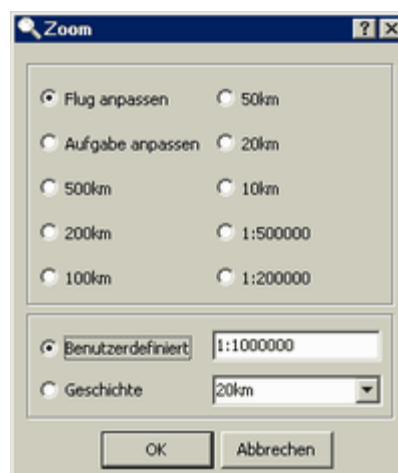 Zoom
Flug anpassen 50km
Aufgabe anpassen 20km
500km 10km
200km 1:500000
100km 1:200000
Benutzerdefiniert 1:1000000
Geschichte 20km
OK Abbrechen